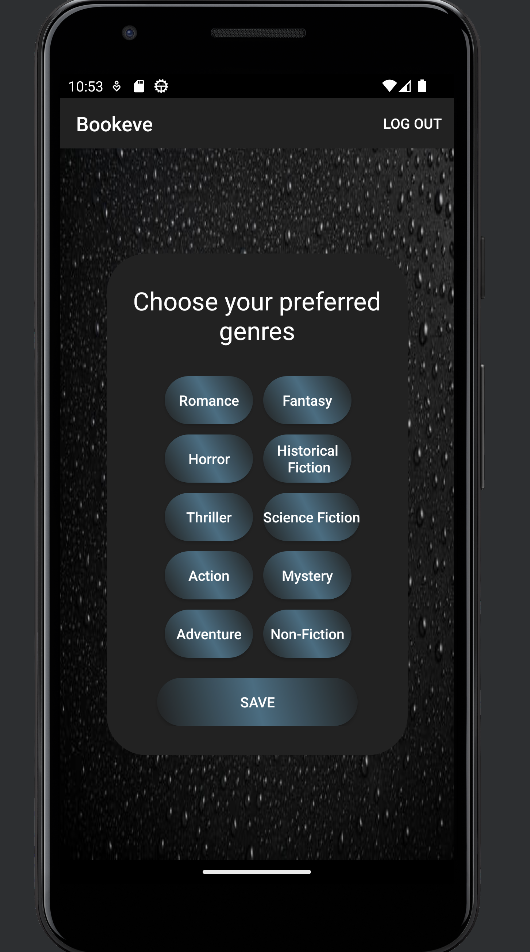 10:53
Bookeve
LOG OUT
Choose your preferred
genres
Romance
Fantasy
Horror
Historical
Fiction
Thriller
Science Fiction
Action
Mystery
Adventure
Non-Fiction
SAVE